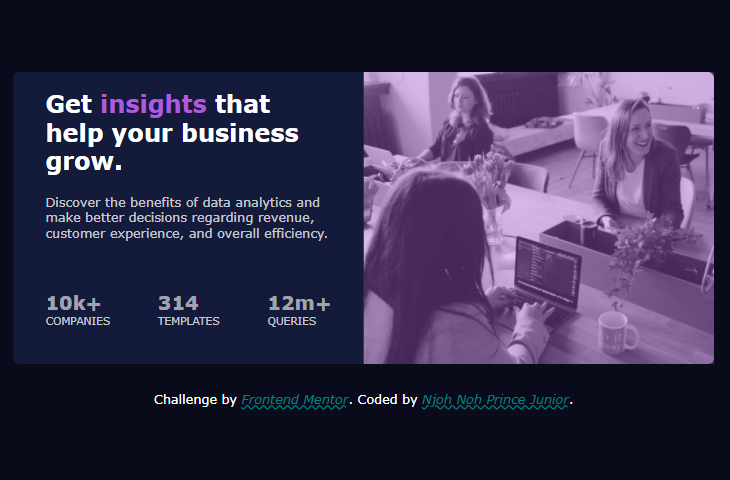 Get insights that
help your business
grow.
Discover the benefits of data analytics and
make better decisions regarding revenue,
customer experience, and overall efficiency.
10k+ 314 12m+
COMPANIES TEMPLATES QUERIES
Challenge by Frontend Mentor. Coded by Njoh Noh Prince Junior.